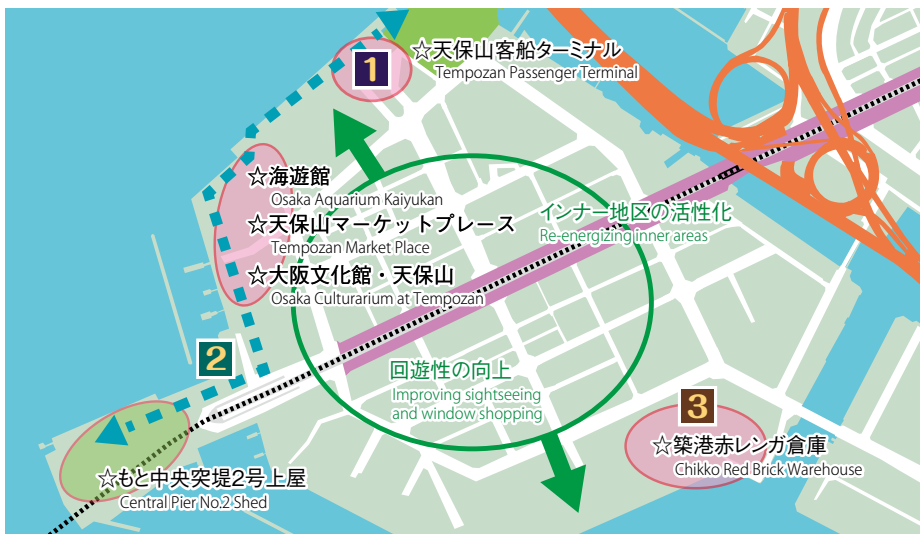 1
☆天保山客船ターミナル
Tempozan Passenger Terminal
☆海遊館
Osaka Aquarium Kaiyukan
☆天保山マーケットプレース
Tempozan Market Place
☆大阪文化館・天保山
Osaka Culturarium at Tempozan
インナー地区の活性化
Re-energizing inner areas
2
回遊性の向上
Improving sightseeing
and window shopping
3
☆築港赤レンガ倉庫
Chikko Red Brick Warehouse
☆もと中央突堤2号上屋
Central Pier No.2 Shed